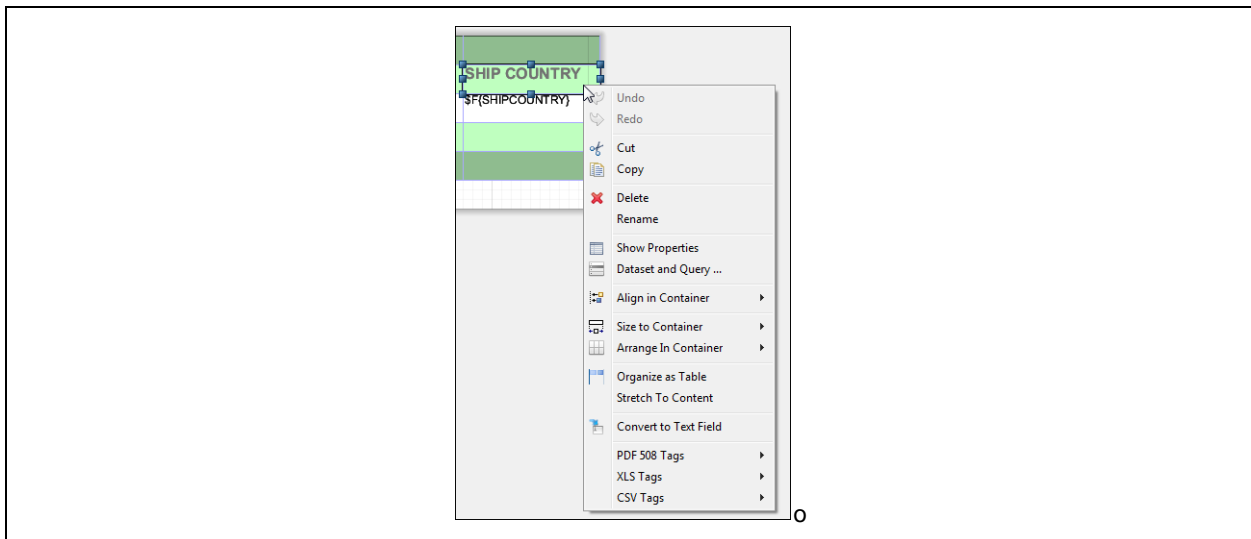 SHIP COUNTRY
$F{SHIPCOUNTRY}
Undo
Redo
Cut
Copy
Delete
Rename
Show Properties
Dataset and Query ...
Align in Container
Size to Container
Arrange In Container
Organize as Table
Stretch To Content
Convert to Text Field
PDF 508 Tags
XLS Tags
CSV Tags
o